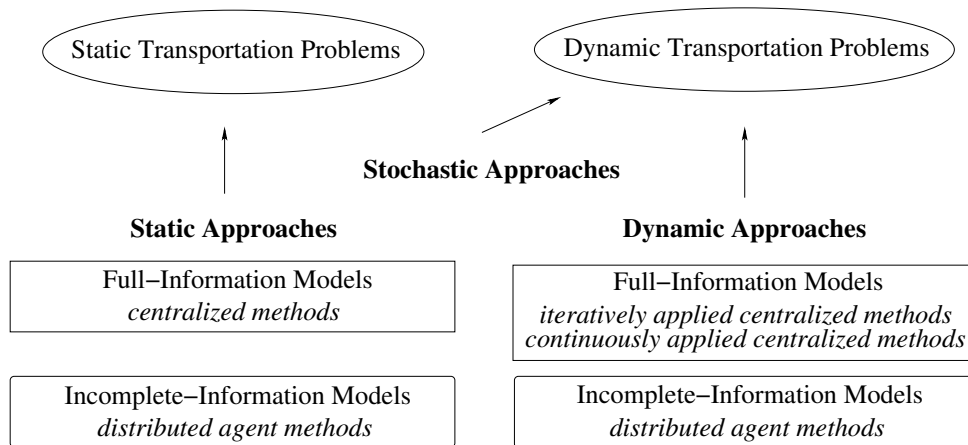 Static Transportation Problems
Dynamic Transportation Problems
Stochastic Approaches
Static Approaches
Full−Information Models
centralized methods
Incomplete−Information Models
distributed agent methods
Dynamic Approaches
Full−Information Models
iteratively applied centralized methods
continuously applied centralized methods
Incomplete−Information Models
distributed agent methods